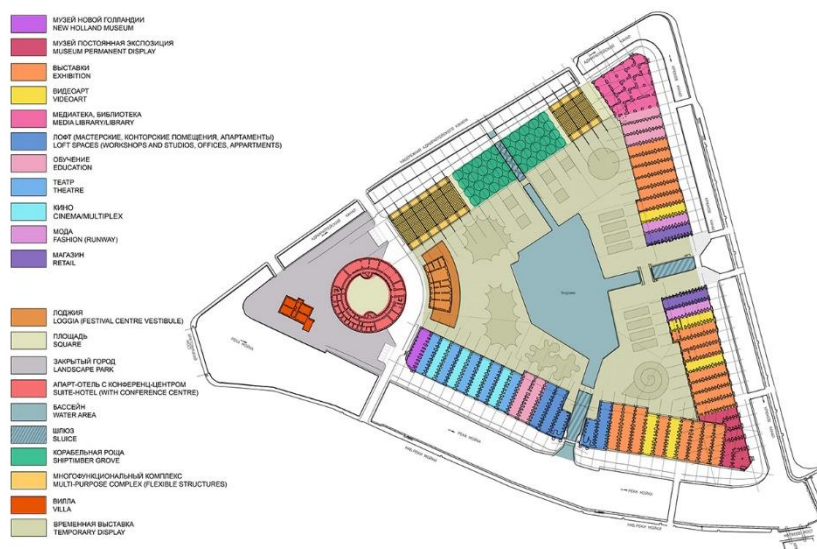 МУЗЕЙ НОВОЙ ГОЛЛАНДИИ
NEW HOLLAND MUSEUM
МУЗЕЙ ПОСТОЯННАЯ ЭКСПОЗИЦИЯ
MUSEUM PERMANENT DISPLAY
ВЫСТАВКИ
EXHIBITION
ВИДЕОАРТ
VIDEOART
МЕДИАТЕКА, БИБЛИОТЕКА
MEDIA LIBRARY/LIBRARY
ЛОФТ (МАСТЕРСКИЕ, КОНТОРСКИЕ ПОМЕЩЕНИЯ, АПАРТАМЕНТЫ)
LOFT SPACES (WORKSHOPS AND STUDIOS, OFFICES, APPARTMENTS)
ОБУЧЕНИЕ
EDUCATION
ТЕАТР
THEATRE
КИНО
CINEMA/MULTIPLEX
МОДА
FASHION (RUNWAY)
МАГАЗИН
RETAIL
ЛОДЖИЯ
LOGGIA (FESTIVAL CENTRE VESTIBULE)
ПЛОЩАДЬ
SQUARE
ЗАКРЫТЫЙ ГОРОД
LANDSCAPE PARK
АПАРТ-ОТЕЛЬ С КОНФЕРЕНЦ-ЦЕНТРОМ
SUITE-HOTEL (WITH CONFERENCE CENTRE)
БАССЕЙН
WATER AREA
ШЛЮЗ
SLUICE
КОРАБЕЛЬНАЯ РОЩА
SHIPTIMBER GROVE
МНОГОФУНКЦИОНАЛЬНЫЙ КОМПЛЕКС
MULTI-PURPOSE COMPLEX (FLEXIBLE STRUCTURES)
ВИЛЛА
VILLA
ВРЕМЕННАЯ ВЫСТАВКА
TEMPORARY DISPLAY